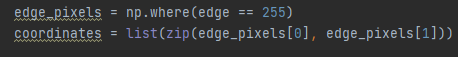 edge_pixels = np.where(edge == 255)
coordinates = list(zip(edge_pixels[0], edge_pixels[1]))